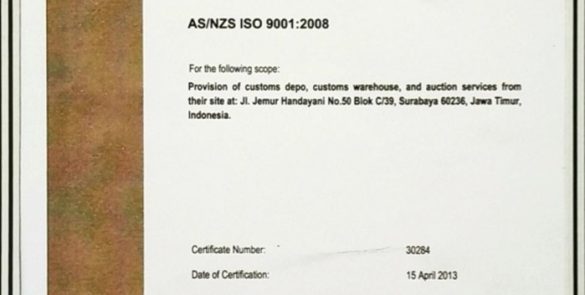 AS/NZS ISO 9001:2008
For the following scope:
Provision of customs depo, customs warehouse, and auction services from
their site at: Jl. Jemur Handayani No.50 Blok C/39, Surabaya 60236, Jawa Timur,
Indonesia.
Certificate Number: 30284
Date of Certification: 15 April 2013